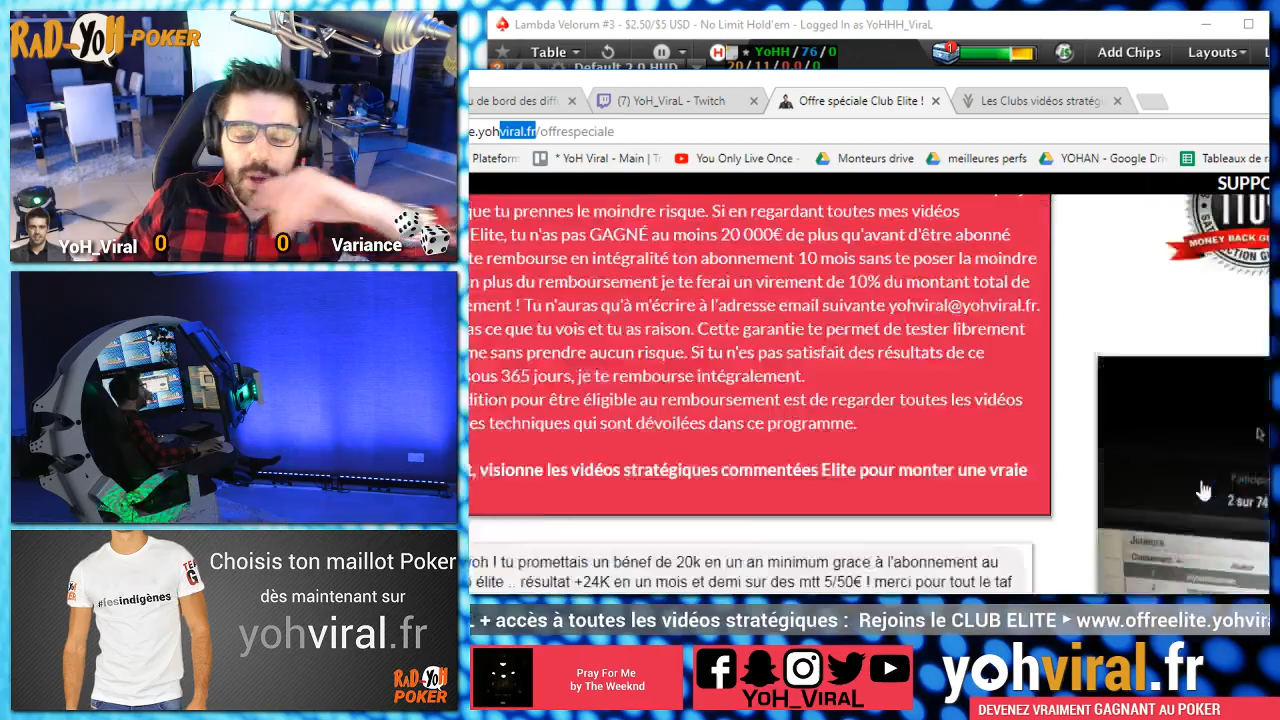 RaD-YoH POKER
YoH_Viral 0
0 Variance
Choisis ton maillot Poker
dès maintenant sur
yohviral.fr
#lesindigènes
RaD-YoH
POKER
Lambda Velorum #3 - $2.50/$5 USD - No Limit Hold'em - Logged In as YoHHH_ViraL
Table
H
YoHH / 76 / 0
20/11/0.0/0
Default 2.0 HUD
1
Add Chips
Layouts
u de bord des diff
(7) YoH_ViraL - Twitch
Offre spéciale Club Elite !
Les Clubs vidéos stratég
e.yohviral.fr/offrespeciale
Plateform
* YoH Viral - Main | Tr
You Only Live Once -
Monteurs drive
meilleures perfs
YOHAN - Google Dri
Tableaux de
SUPPO
que tu prennes le moindre risque. Si en regardant toutes mes vidéos
Elite, tu n'as pas GAGNÉ au moins 20 000€ de plus qu'avant d'être abonné
te rembourse en intégralité ton abonnement 10 mois sans te poser la moindre
n plus du remboursement je te ferai un virement de 10% du montant total de
ement ! Tu n'auras qu'à m'écrire à l'adresse email suivante yohviral@yohviral.fr.
as ce que tu vois et tu as raison. Cette garantie te permet de tester librement
me sans prendre aucun risque. Si tu n'es pas satisfait des résultats de ce
sous 365 jours, je te rembourse intégralement.
dition pour être éligible au remboursement est de regarder toutes les vidéos
es techniques qui sont dévoilées dans ce programme.
t, visionne les vidéos stratégiques commentées Elite pour monter une vraie
110%
MONEY BACK
Participan
2 sur 74
Joueurs
yoh ! tu promettais un bénef de 20k en un an minimum grace à l'abonnement au
élite .. résultat +24K en un mois et demi sur des mtt 5/50€ ! merci pour tout le taf
+ accès à toutes les vidéos stratégiques : Rejoins le CLUB ELITE ▸ www.offreelite.yohvira
Pray For Me
by The Weeknd
YoH_ViraL
yohviral.fr
DEVENEZ VRAIMENT GAGNANT AU POKER